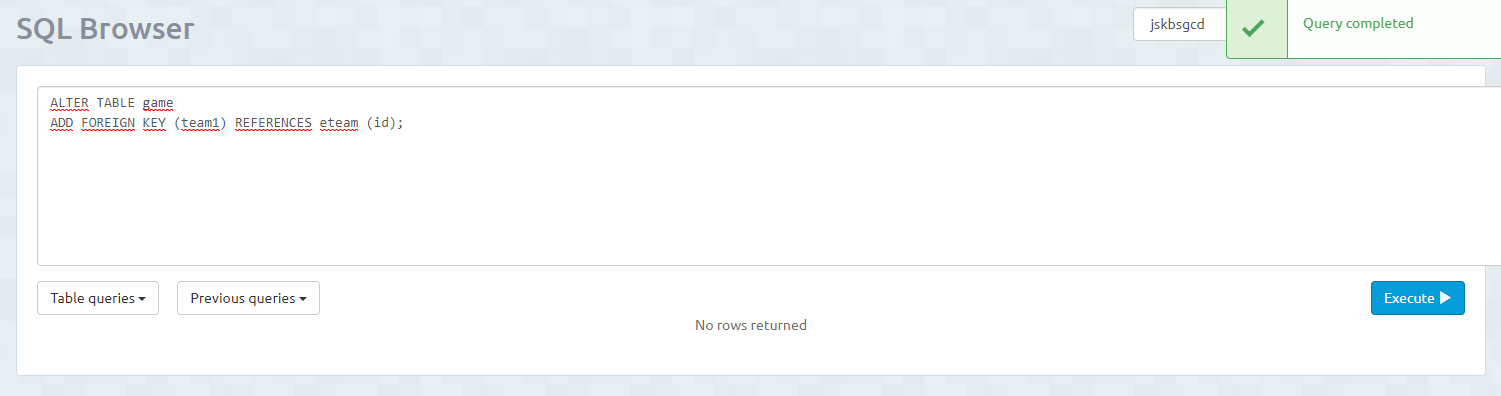 SQL Browser
jskbsgcd
Query completed
ALTER TABLE game
ADD FOREIGN KEY (team1) REFERENCES eteam (id);
Table queries
Previous queries
Execute
No rows returned